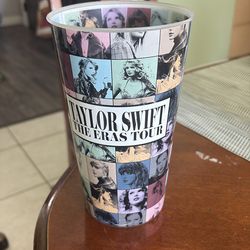 TAYLOR SWIFT
THE ERAS TOUR